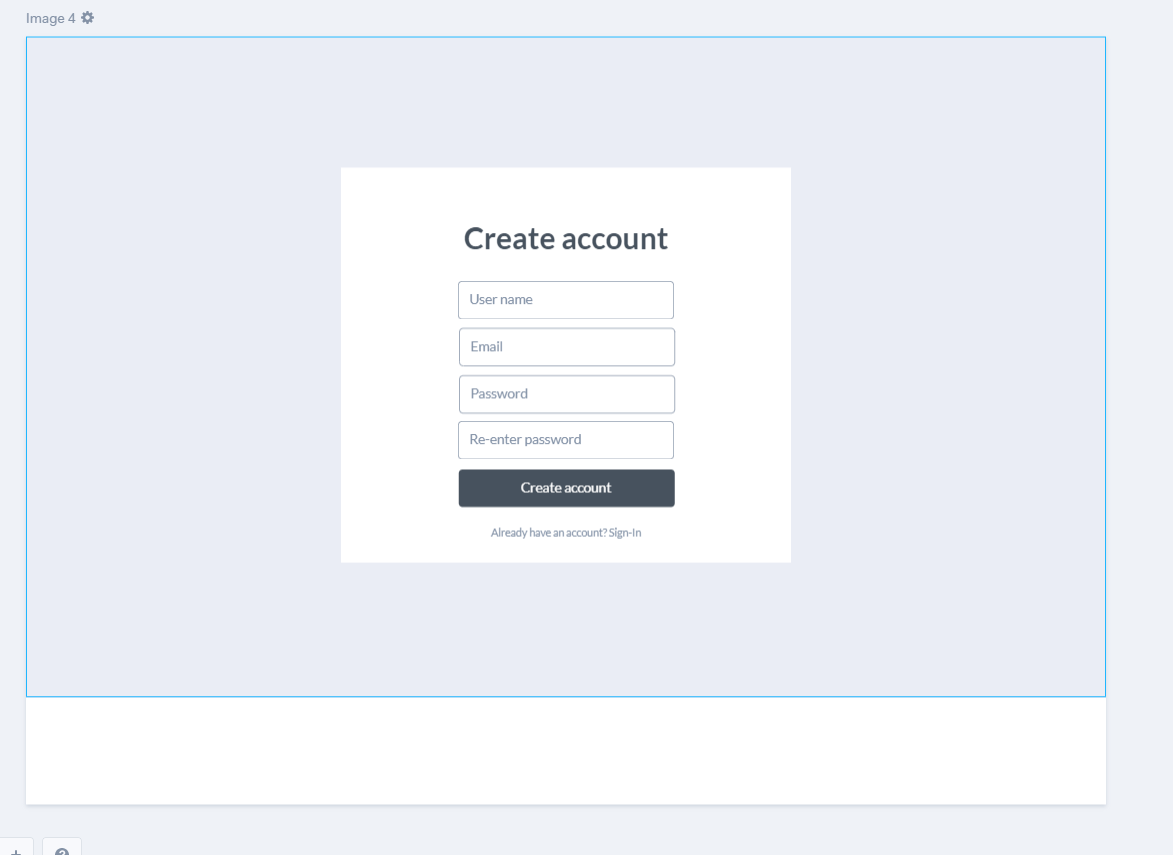 Image 4
Create account
User name
Email
Password
Re-enter password
Create account
Already have an account? Sign-In